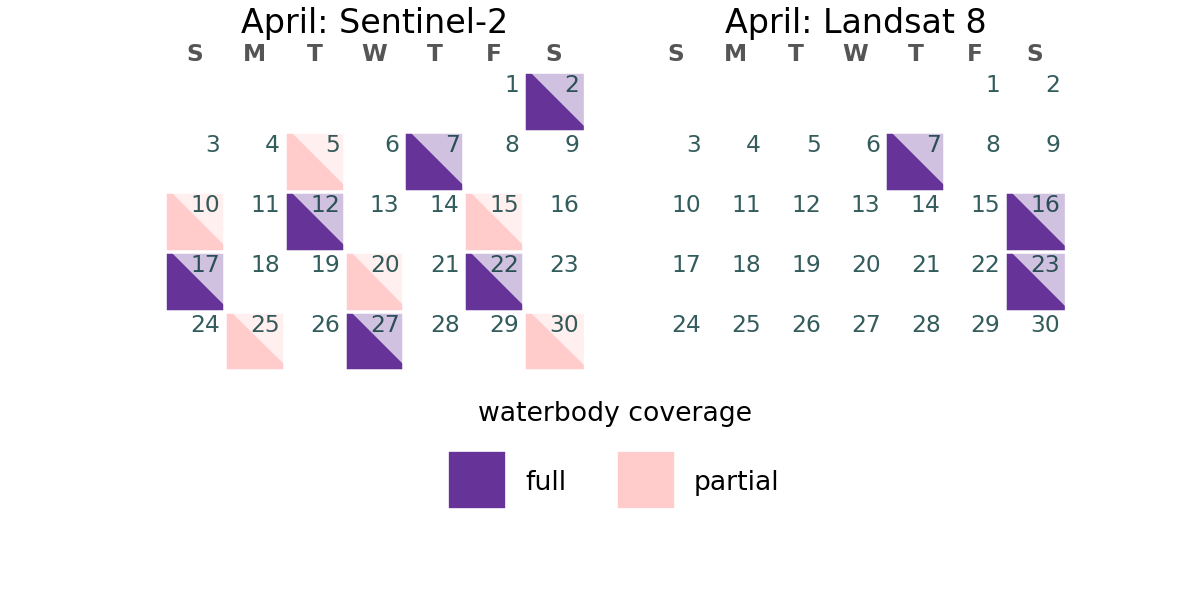 April: Sentinel-2
S M T W T F S
1 2
3 4 5 6 7 8 9
10 11 12 13 14 15 16
17 18 19 20 21 22 23
24 25 26 27 28 29 30
April: Landsat 8
S M T W T F S
1 2
3 4 5 6 7 8 9
10 11 12 13 14 15 16
17 18 19 20 21 22 23
24 25 26 27 28 29 30
waterbody coverage
full
partial